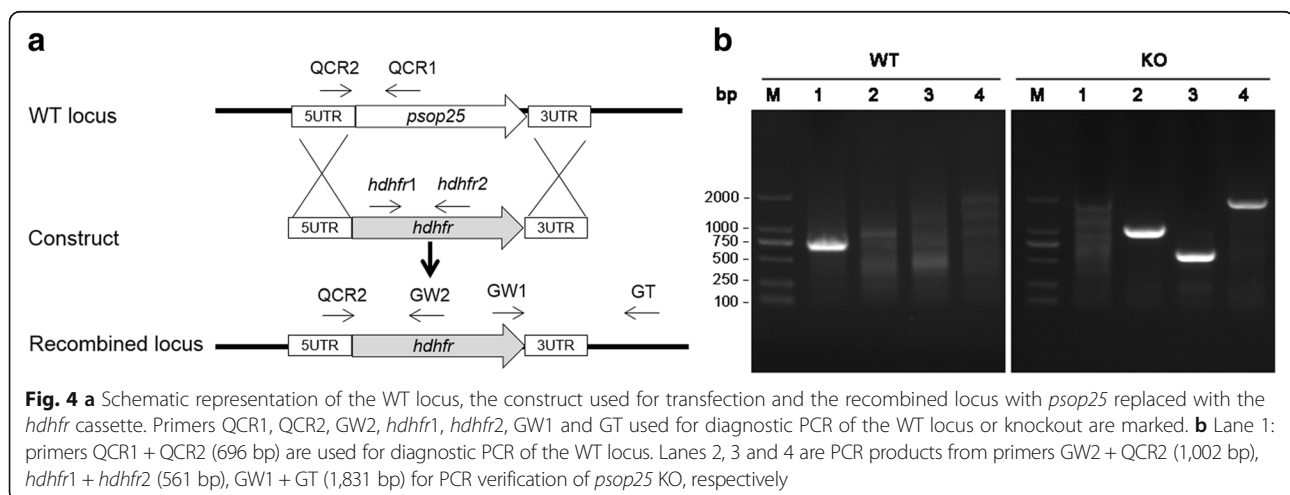 a
QCR2 QCR1
WT locus
5UTR psop25 3UTR
hdhfr1 hdhfr2
5UTR hdhfr 3UTR
Construct
QCR2 GW2 GW1 GT
Recombined locus
5UTR hdhfr 3UTR
b
WT KO
bp M 1 2 3 4 M 1 2 3 4
2000
1000
750
500
250
100
Fig. 4 a Schematic representation of the WT locus, the construct used for transfection and the recombined locus with psop25 replaced with the
hdhfr cassette. Primers QCR1, QCR2, GW2, hdhfr1, hdhfr2, GW1 and GT used for diagnostic PCR of the WT locus or knockout are marked. b Lane 1:
primers QCR1 + QCR2 (696 bp) are used for diagnostic PCR of the WT locus. Lanes 2, 3 and 4 are PCR products from primers GW2 + QCR2 (1,002 bp),
hdhfr1 + hdhfr2 (561 bp), GW1 + GT (1,831 bp) for PCR verification of psop25 KO, respectively